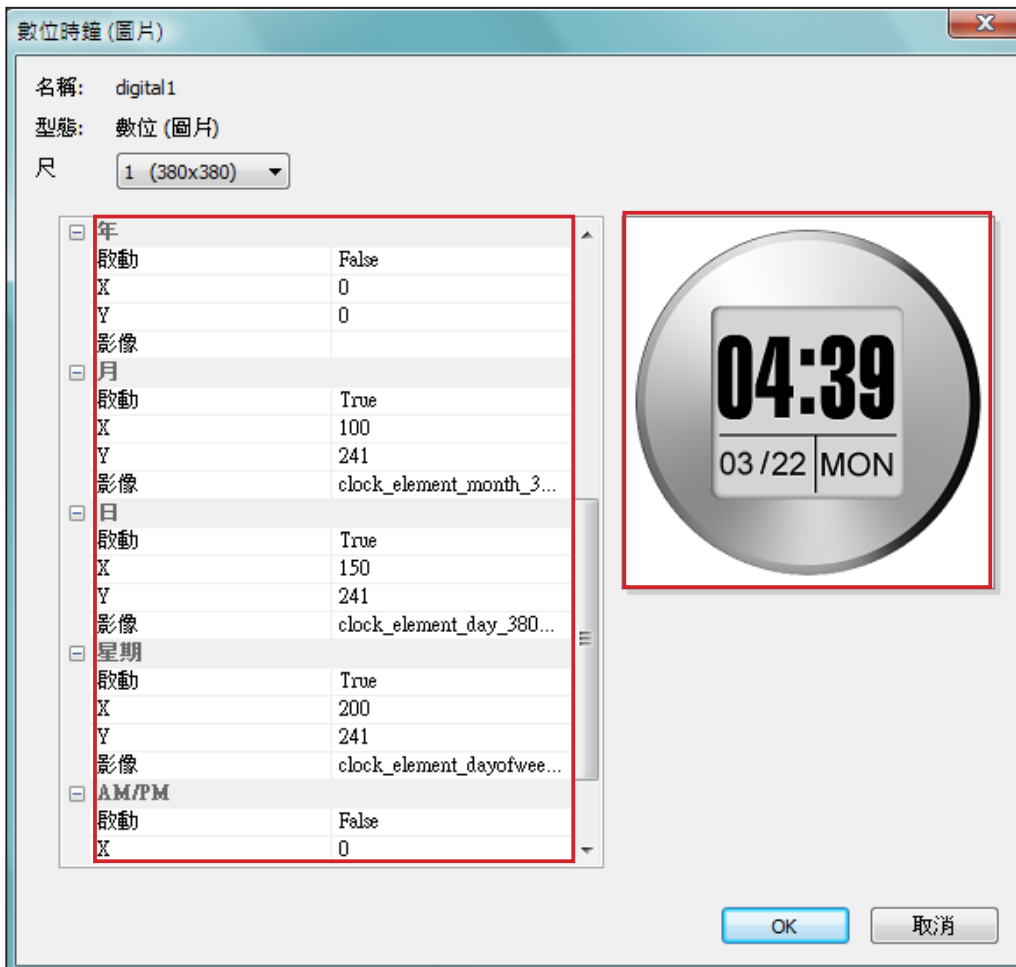 數位時鐘 (圖片)
名稱: digital1
型態: 數位 (圖片)
尺 1 (380x380)
年
啟動 False
X 0
Y 0
影像
月
啟動 True
X 100
Y 241
影像 clock_element_month_3...
日
啟動 True
X 150
Y 241
影像 clock_element_day_380...
星期
啟動 True
X 200
Y 241
影像 clock_element_dayofwee...
AM/PM
啟動 False
X 0
04:39
03/22 MON
OK 取消